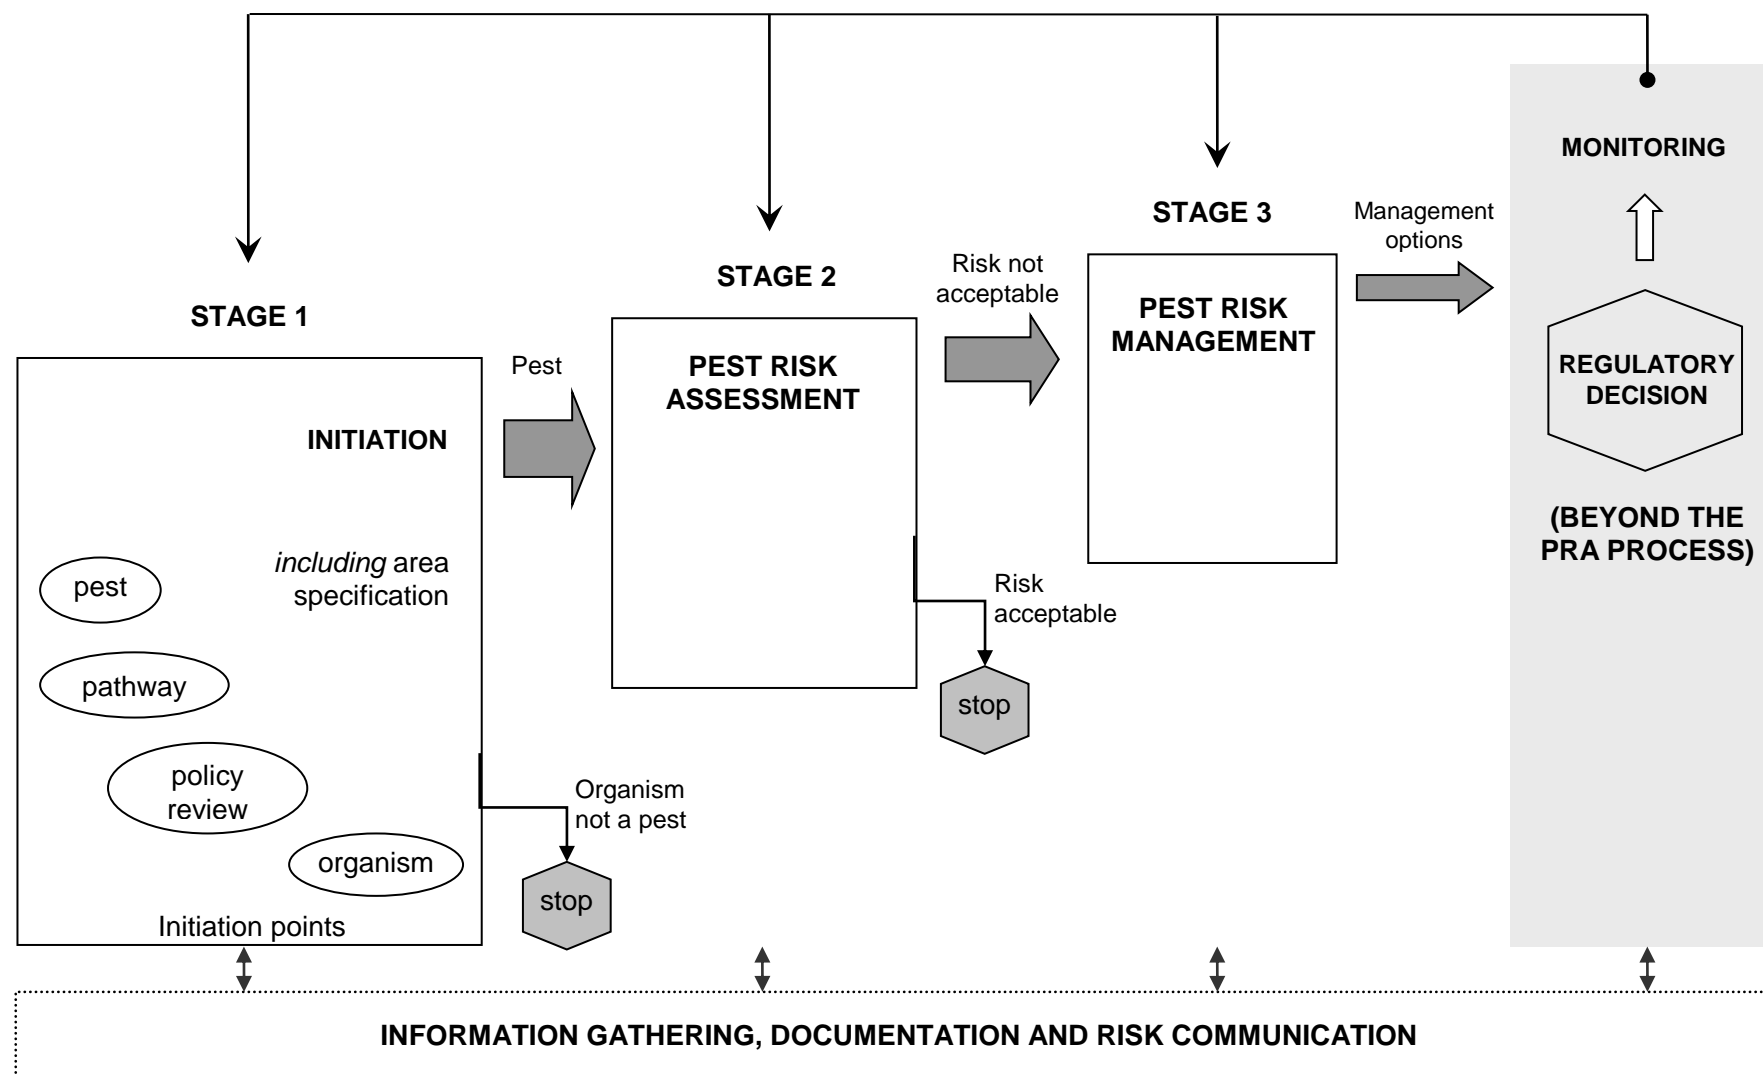 STAGE 1
INITIATION
including area
specification
pest
pathway
policy
review
organism
Initiation points
Pest
Organism
not a pest
stop
STAGE 2
PEST RISK
ASSESSMENT
Risk not
acceptable
Risk
acceptable
stop
STAGE 3
PEST RISK
MANAGEMENT
Management
options
MONITORING
REGULATORY
DECISION
(BEYOND THE
PRA PROCESS)
INFORMATION GATHERING, DOCUMENTATION AND RISK COMMUNICATION